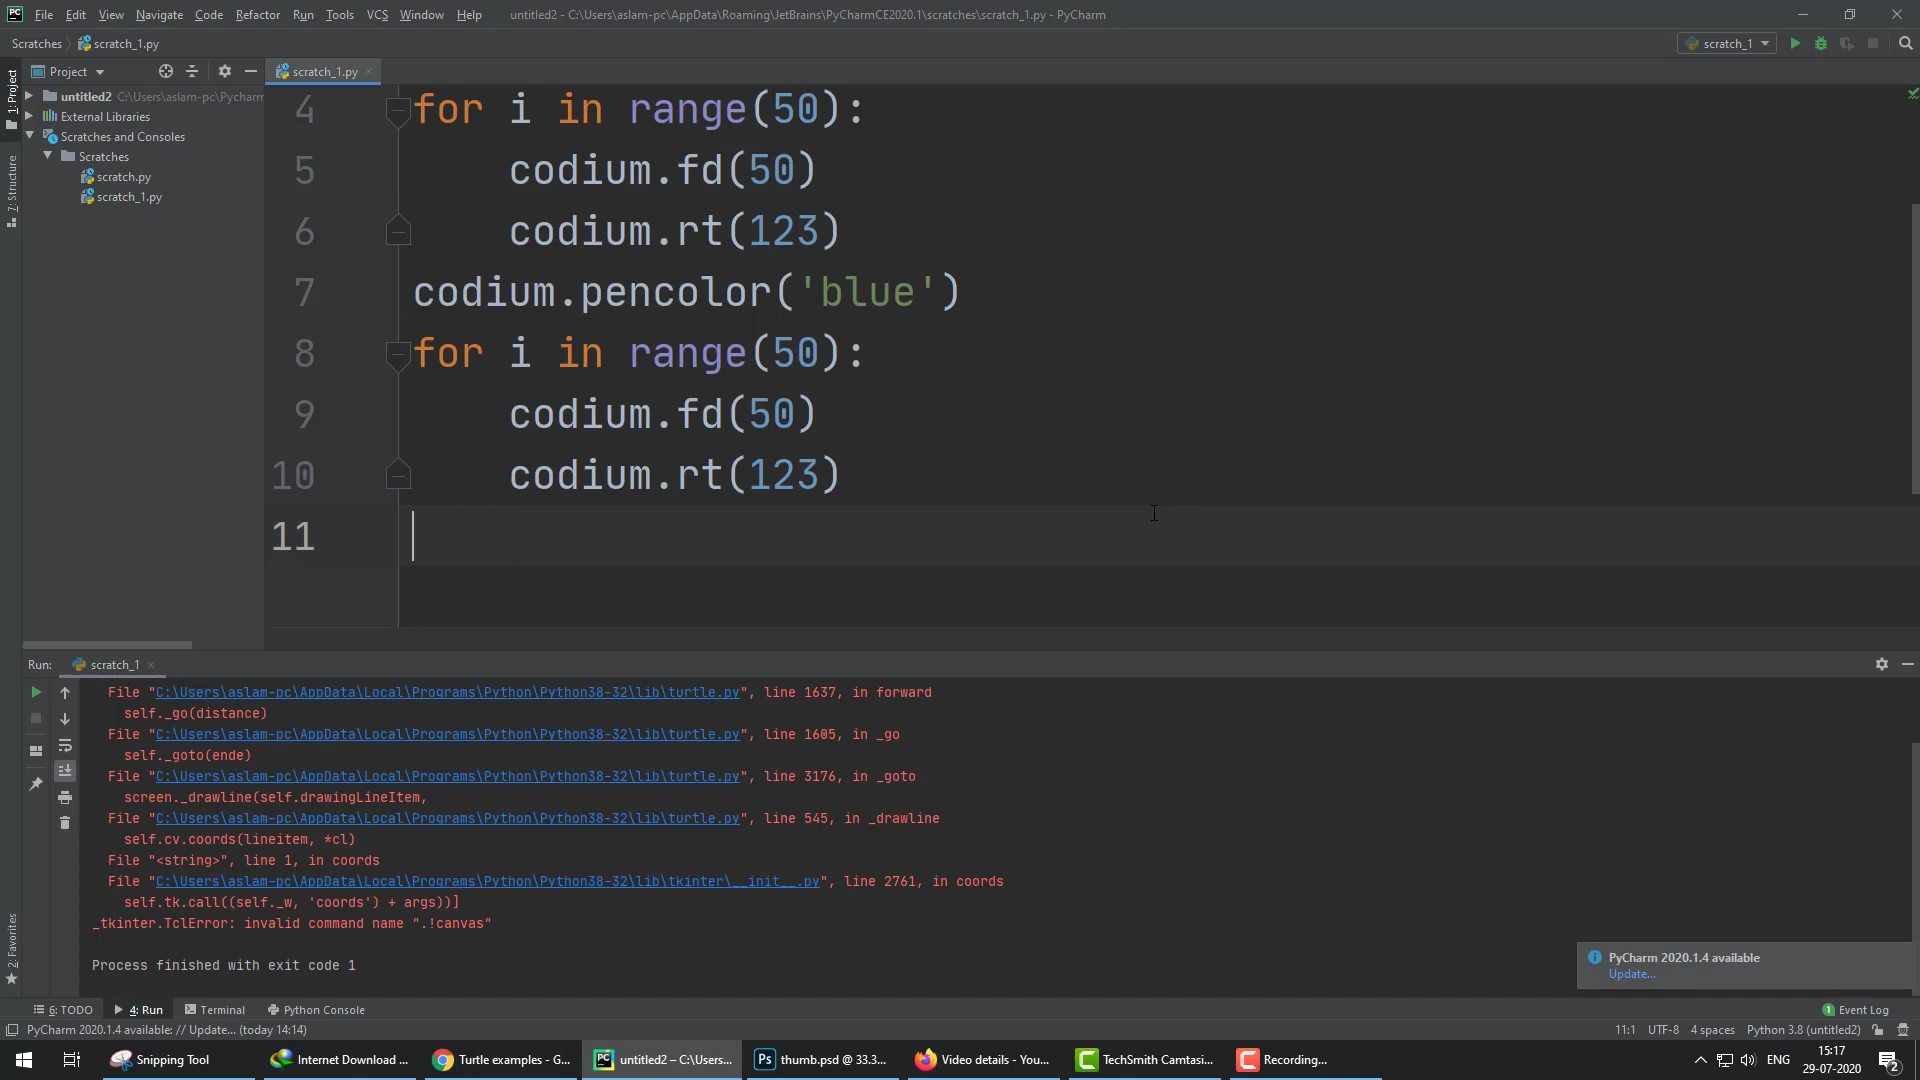 PC File Edit View Navigate Code Refactor Run Tools VCS Window Help untitled2 - C:\Users\aslam-pc\AppData\Roaming\JetBrains\PyCharmCE2020.1\scratches\scratch_1.py - PyCharm
Scratches scratch_1.py scratch_1
1: Project
7: Structure
2: Favorites
Project
untitled2 C:\Users\aslam-pc\Pycharm
External Libraries
Scratches and Consoles
Scratches
scratch.py
scratch_1.py
scratch_1.py
4 for i in range(50):
5 codium.fd(50)
6 codium.rt(123)
7 codium.pencolor('blue')
8 for i in range(50):
9 codium.fd(50)
10 codium.rt(123)
11
Run: scratch_1
File "C:\Users\aslam-pc\AppData\Local\Programs\Python\Python38-32\lib\turtle.py", line 1637, in forward
self._go(distance)
File "C:\Users\aslam-pc\AppData\Local\Programs\Python\Python38-32\lib\turtle.py", line 1605, in _go
self._goto(ende)
File "C:\Users\aslam-pc\AppData\Local\Programs\Python\Python38-32\lib\turtle.py", line 3176, in _goto
screen._drawline(self.drawingLineItem,
File "C:\Users\aslam-pc\AppData\Local\Programs\Python\Python38-32\lib\turtle.py", line 545, in _drawline
self.cv.coords(lineitem, *cl)
File "<string>", line 1, in coords
File "C:\Users\aslam-pc\AppData\Local\Programs\Python\Python38-32\lib\tkinter\__init__.py", line 2761, in coords
self.tk.call((self._w, 'coords') + args))]
_tkinter.TclError: invalid command name ".!canvas"
Process finished with exit code 1
PyCharm 2020.1.4 available
Update...
6: TODO 4: Run Terminal Python Console 1 Event Log
PyCharm 2020.1.4 available: // Update... (today 14:14) 11:1 UTF-8 4 spaces Python 3.8 (untitled2)
Snipping Tool Internet Download ... Turtle examples - G... PC untitled2 – C:\Users... Ps thumb.psd @ 33.3... Video details - You... C TechSmith Camtasi... C Recording... ENG 15:17
29-07-2020 2